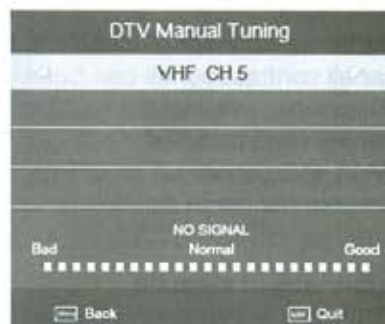 DTV Manual Tuning
VHF CH 5
NO SIGNAL
Bad Normal Good
Back Quit